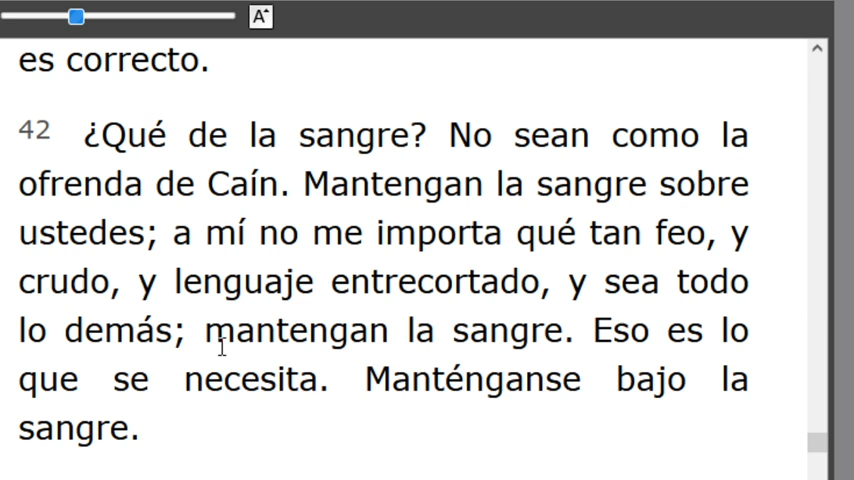 A
es correcto.
42 ¿Qué de la sangre? No sean como la
ofrenda de Caín. Mantengan la sangre sobre
ustedes; a mí no me importa qué tan feo, y
crudo, y lenguaje entrecortado, y sea todo
lo demás; mantengan la sangre. Eso es lo
que se necesita. Manténganse bajo la
sangre.